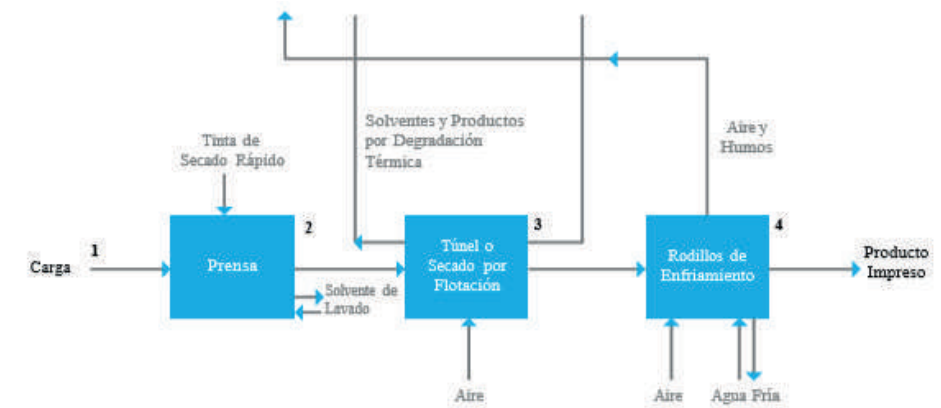 Solventes y Productos
por Degradación
Térmica
Aire y
Humos
Tinta de
Secado Rápido
1
Carga
2
Prensa
Solvente de
Lavado
3
Túnel o
Secado por
Flotación
Aire
4
Rodillos de
Enfriamiento
Aire
Agua Fría
Producto
Impreso